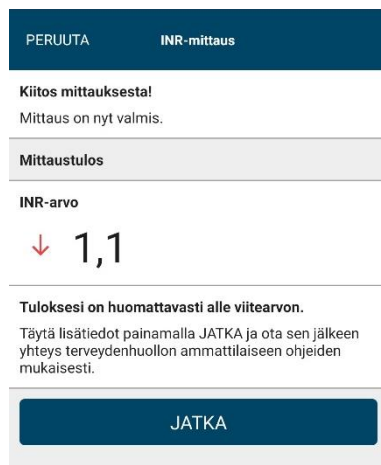 PERUUTA INR-mittaus
Kiitos mittauksesta!
Mittaus on nyt valmis.
Mittaustulos
INR-arvo
↓ 1,1
Tuloksesi on huomattavasti alle viitearvon.
Täytä lisätiedot painamalla JATKA ja ota sen jälkeen
yhteys terveydenhuollon ammattilaiseen ohjeiden
mukaisesti.
JATKA